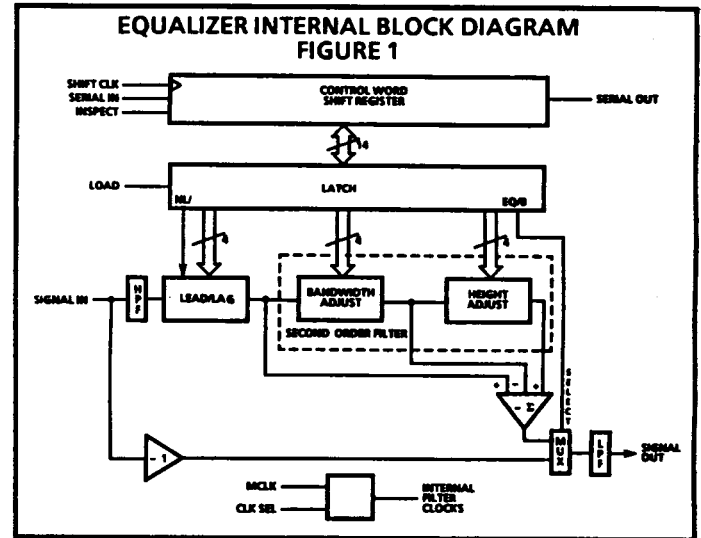 EQUALIZER INTERNAL BLOCK DIAGRAM
FIGURE 1
SHIFT CLK
SERIAL IN
INSPECT
CONTROL WORD
SHIFT REGISTER
SERIAL OUT
14
LOAD
LATCH
NL/
EQ/B
4
4
4
SIGNAL IN
HPF
LEAD/LAG
BANDWIDTH
ADJUST
HEIGHT
ADJUST
SECOND ORDER FILTER
+ - +
- Σ
SELECT
- 1
MUX
LPF
SIGNAL
OUT
MCLK
CLK SEL
INTERNAL
FILTER
CLOCKS